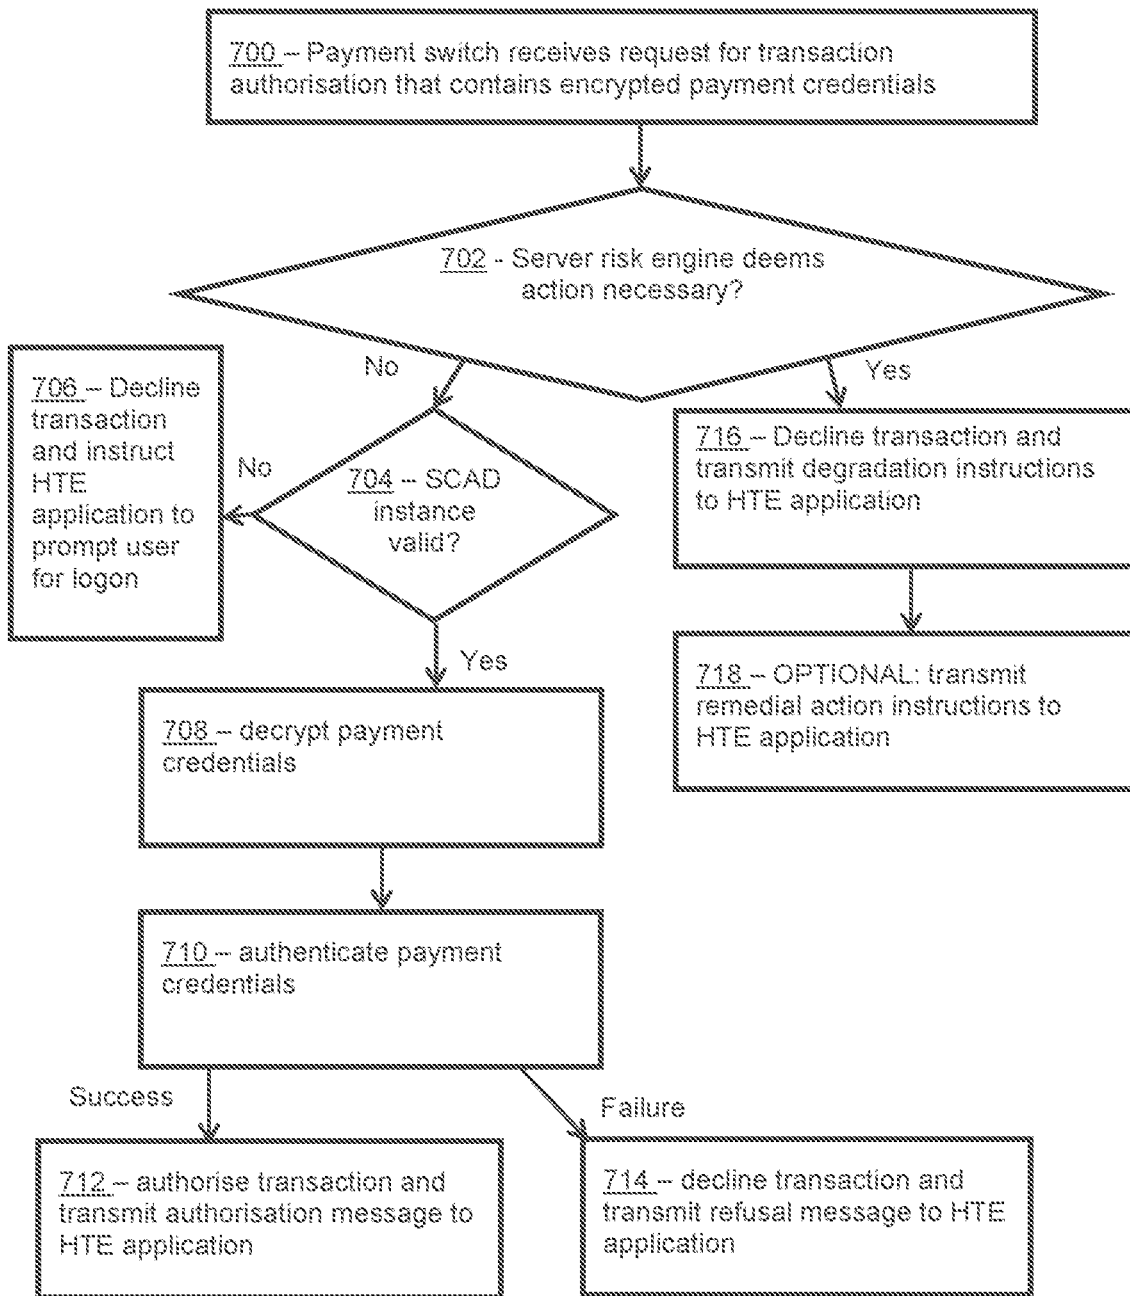 700 – Payment switch receives request for transaction
authorisation that contains encrypted payment credentials
702 - Server risk engine deems
action necessary?
No
Yes
706 – Decline
transaction
and instruct
HTE
application to
prompt user
for logon
No
704 – SCAD
instance
valid?
716 – Decline transaction and
transmit degradation instructions
to HTE application
Yes
718 – OPTIONAL: transmit
remedial action instructions to
HTE application
708 – decrypt payment
credentials
710 – authenticate payment
credentials
Success
Failure
712 – authorise transaction and
transmit authorisation message to
HTE application
714 – decline transaction and
transmit refusal message to HTE
application